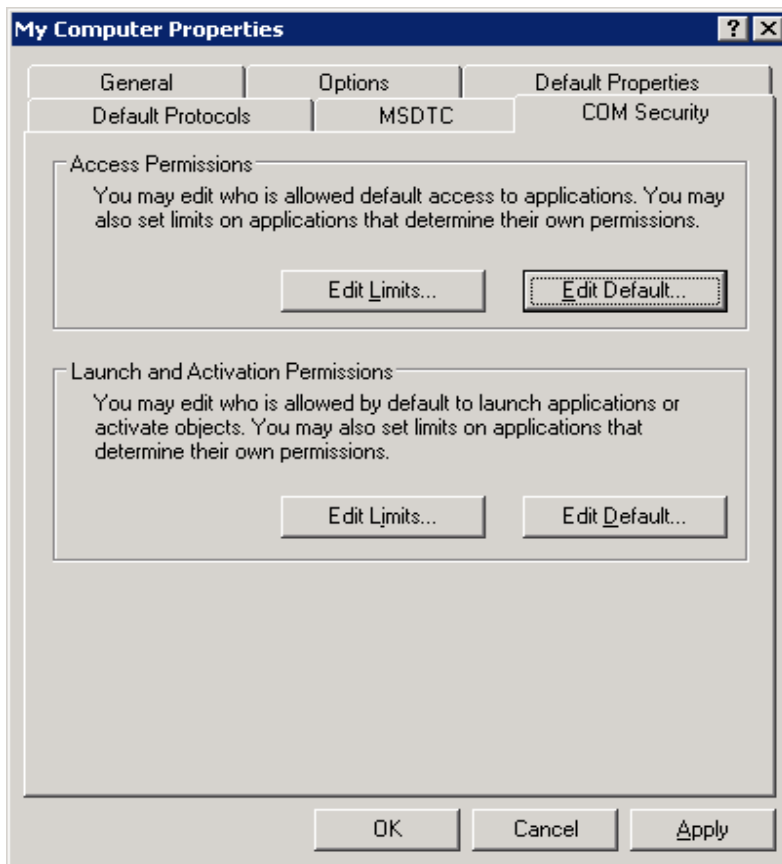 My Computer Properties
General Options Default Properties
Default Protocols MSDTC COM Security
Access Permissions
You may edit who is allowed default access to applications. You may
also set limits on applications that determine their own permissions.
Edit Limits... Edit Default...
Launch and Activation Permissions
You may edit who is allowed by default to launch applications or
activate objects. You may also set limits on applications that
determine their own permissions.
Edit Limits... Edit Default...
OK Cancel Apply